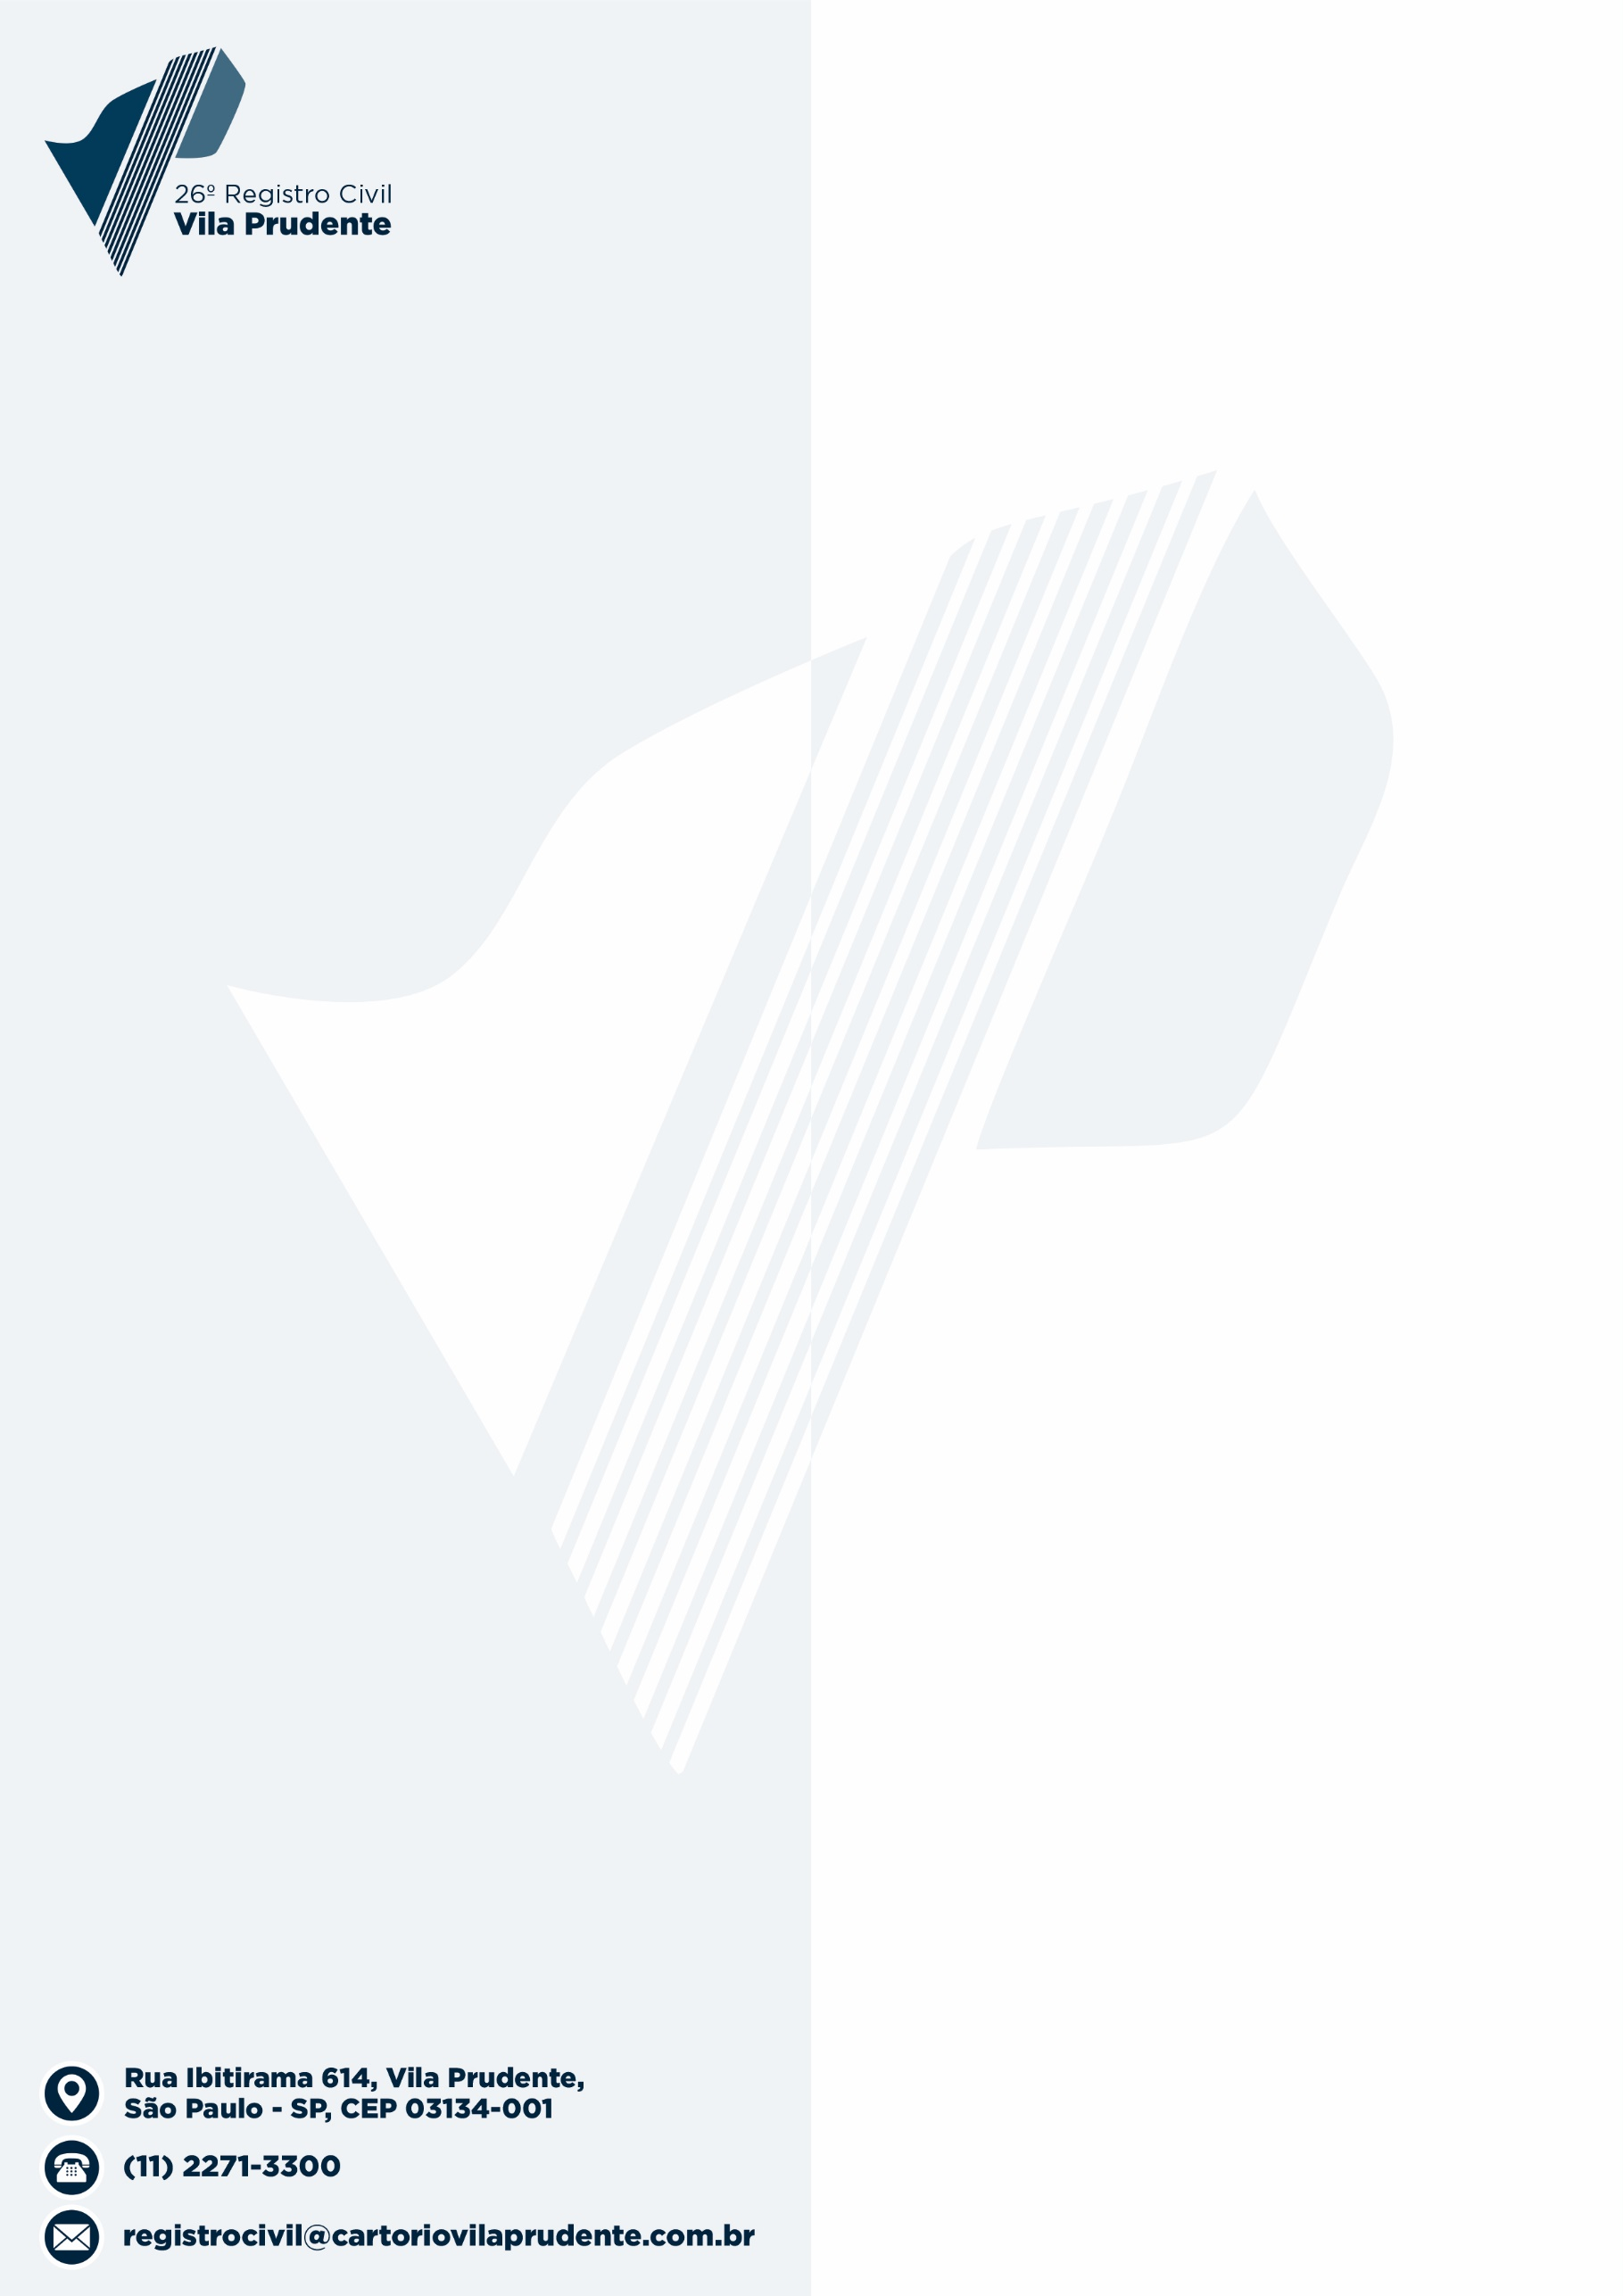 26º Registro Civil
Vila Prudente
Rua Ibitirama 614, Vila Prudente,
São Paulo - SP, CEP 03134-001
(11) 2271-3300
registrocivil@cartoriovilaprudente.com.br